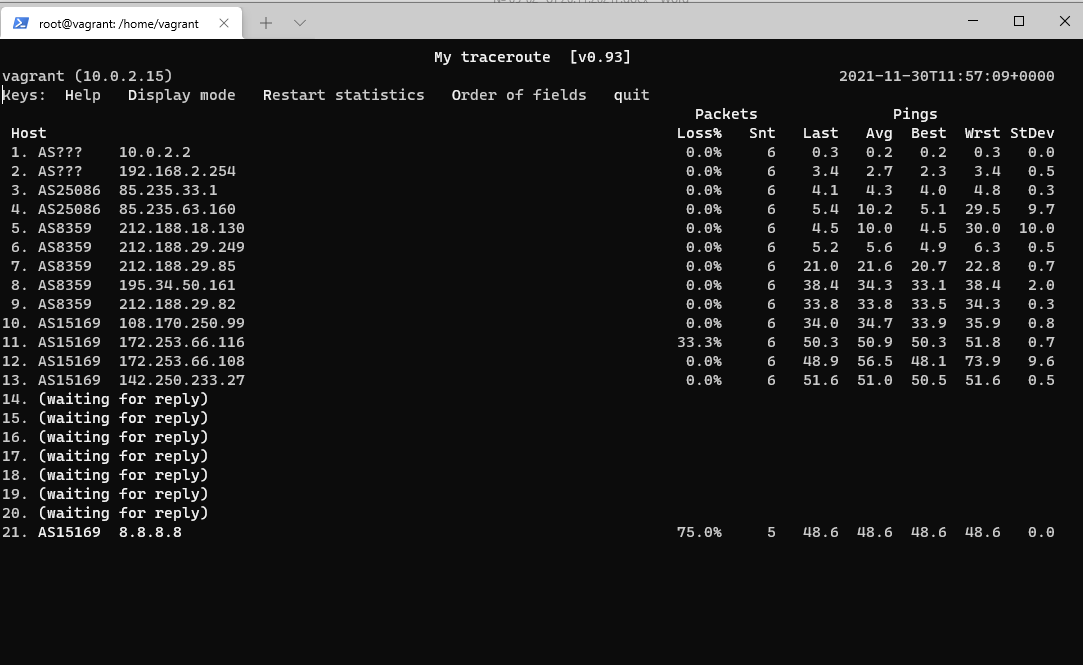 root@vagrant: /home/vagrant
My traceroute [v0.93]
vagrant (10.0.2.15) 2021-11-30T11:57:09+0000
Keys: Help Display mode Restart statistics Order of fields quit
Packets Pings
Host Loss% Snt Last Avg Best Wrst StDev
1. AS??? 10.0.2.2 0.0% 6 0.3 0.2 0.2 0.3 0.0
2. AS??? 192.168.2.254 0.0% 6 3.4 2.7 2.3 3.4 0.5
3. AS25086 85.235.33.1 0.0% 6 4.1 4.3 4.0 4.8 0.3
4. AS25086 85.235.63.160 0.0% 6 5.4 10.2 5.1 29.5 9.7
5. AS8359 212.188.18.130 0.0% 6 4.5 10.0 4.5 30.0 10.0
6. AS8359 212.188.29.249 0.0% 6 5.2 5.6 4.9 6.3 0.5
7. AS8359 212.188.29.85 0.0% 6 21.0 21.6 20.7 22.8 0.7
8. AS8359 195.34.50.161 0.0% 6 38.4 34.3 33.1 38.4 2.0
9. AS8359 212.188.29.82 0.0% 6 33.8 33.8 33.5 34.3 0.3
10. AS15169 108.170.250.99 0.0% 6 34.0 34.7 33.9 35.9 0.8
11. AS15169 172.253.66.116 33.3% 6 50.3 50.9 50.3 51.8 0.7
12. AS15169 172.253.66.108 0.0% 6 48.9 56.5 48.1 73.9 9.6
13. AS15169 142.250.233.27 0.0% 6 51.6 51.0 50.5 51.6 0.5
14. (waiting for reply)
15. (waiting for reply)
16. (waiting for reply)
17. (waiting for reply)
18. (waiting for reply)
19. (waiting for reply)
20. (waiting for reply)
21. AS15169 8.8.8.8 75.0% 5 48.6 48.6 48.6 48.6 0.0